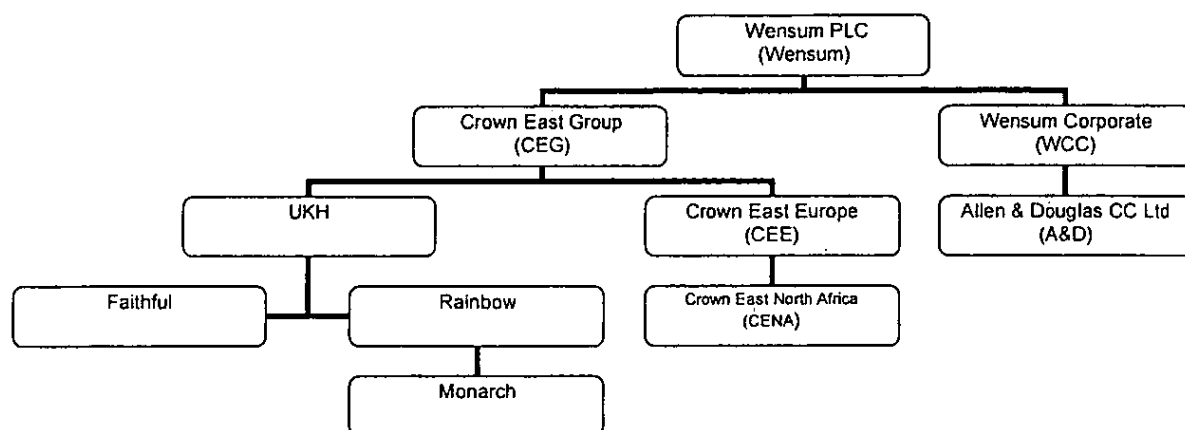 Wensum PLC
(Wensum)
Crown East Group
(CEG)
Wensum Corporate
(WCC)
UKH
Crown East Europe
(CEE)
Allen & Douglas CC Ltd
(A&D)
Faithful
Rainbow
Crown East North Africa
(CENA)
Monarch